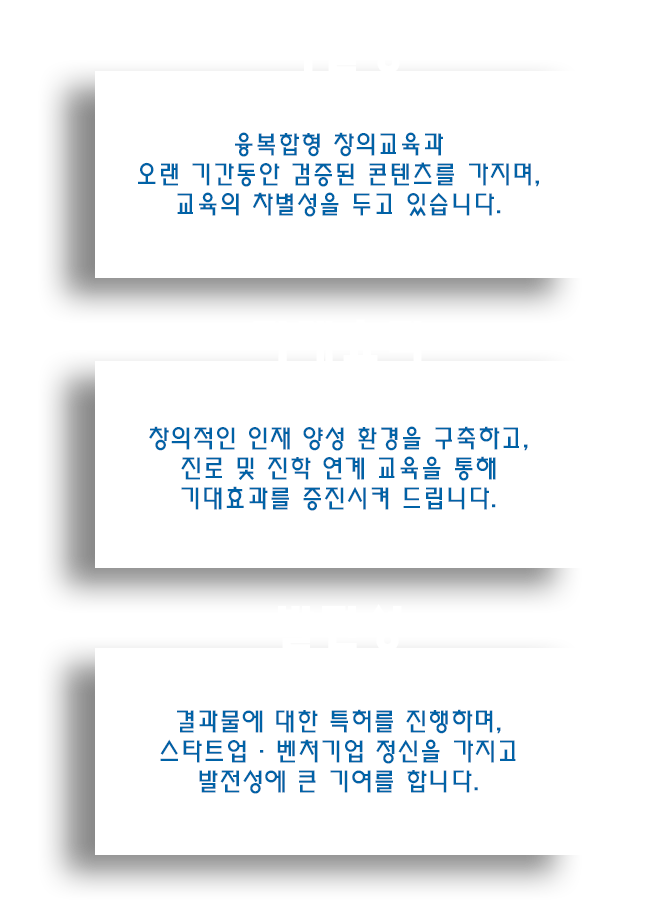 융복합형 창의교육과
오랜 기간동안 검증된 콘텐츠를 가지며,
교육의 차별성을 두고 있습니다.
창의적인 인재 양성 환경을 구축하고,
진로 및 진학 연계 교육을 통해
기대효과를 증진시켜 드립니다.
결과물에 대한 특허를 진행하며,
스타트업 · 벤처기업 정신을 가지고
발전성에 큰 기여를 합니다.